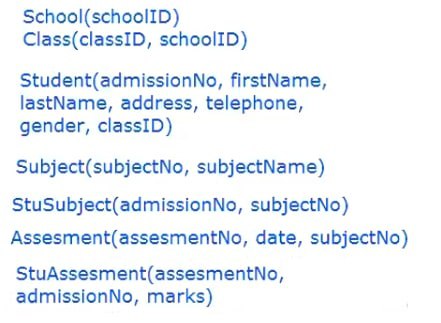 School(schoolID)
Class(classID, schoolID)
Student(admissionNo, firstName,
lastName, address, telephone,
gender, classID)
Subject(subjectNo, subjectName)
StuSubject(admissionNo, subjectNo)
Assesment(assesmentNo, date, subjectNo)
StuAssesment(assesmentNo,
admissionNo, marks)